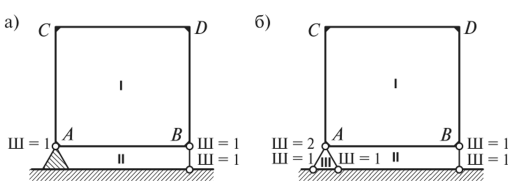 а)
C
D
I
Ш = 1
A
B
Ш = 1
II
Ш = 1
б)
C
D
I
Ш = 2
A
B
Ш = 1
Ш = 1
III
Ш = 1
II
Ш = 1